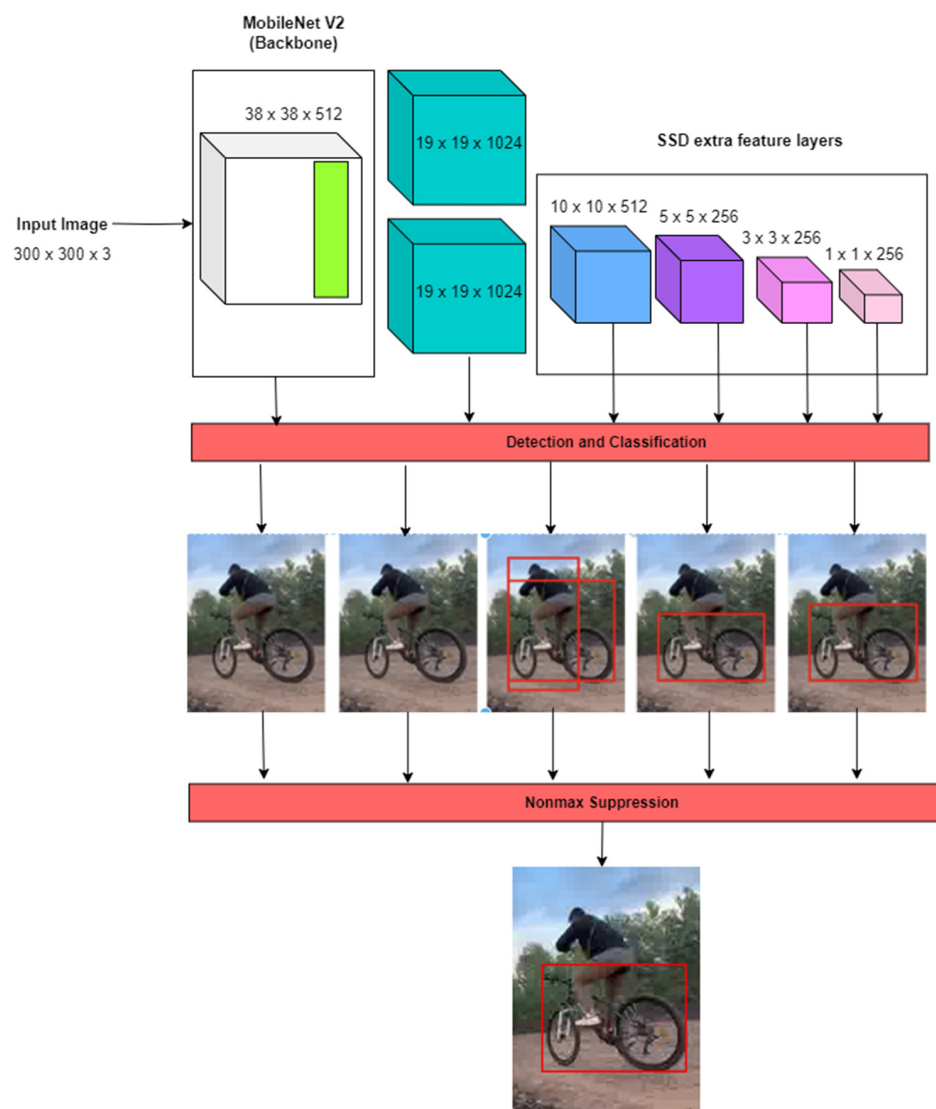 MobileNet V2
(Backbone)
38 x 38 x 512
19 x 19 x 1024
19 x 19 x 1024
SSD extra feature layers
10 x 10 x 512
5 x 5 x 256
3 x 3 x 256
1 x 1 x 256
Input Image
300 x 300 x 3
Detection and Classification
Nonmax Suppression